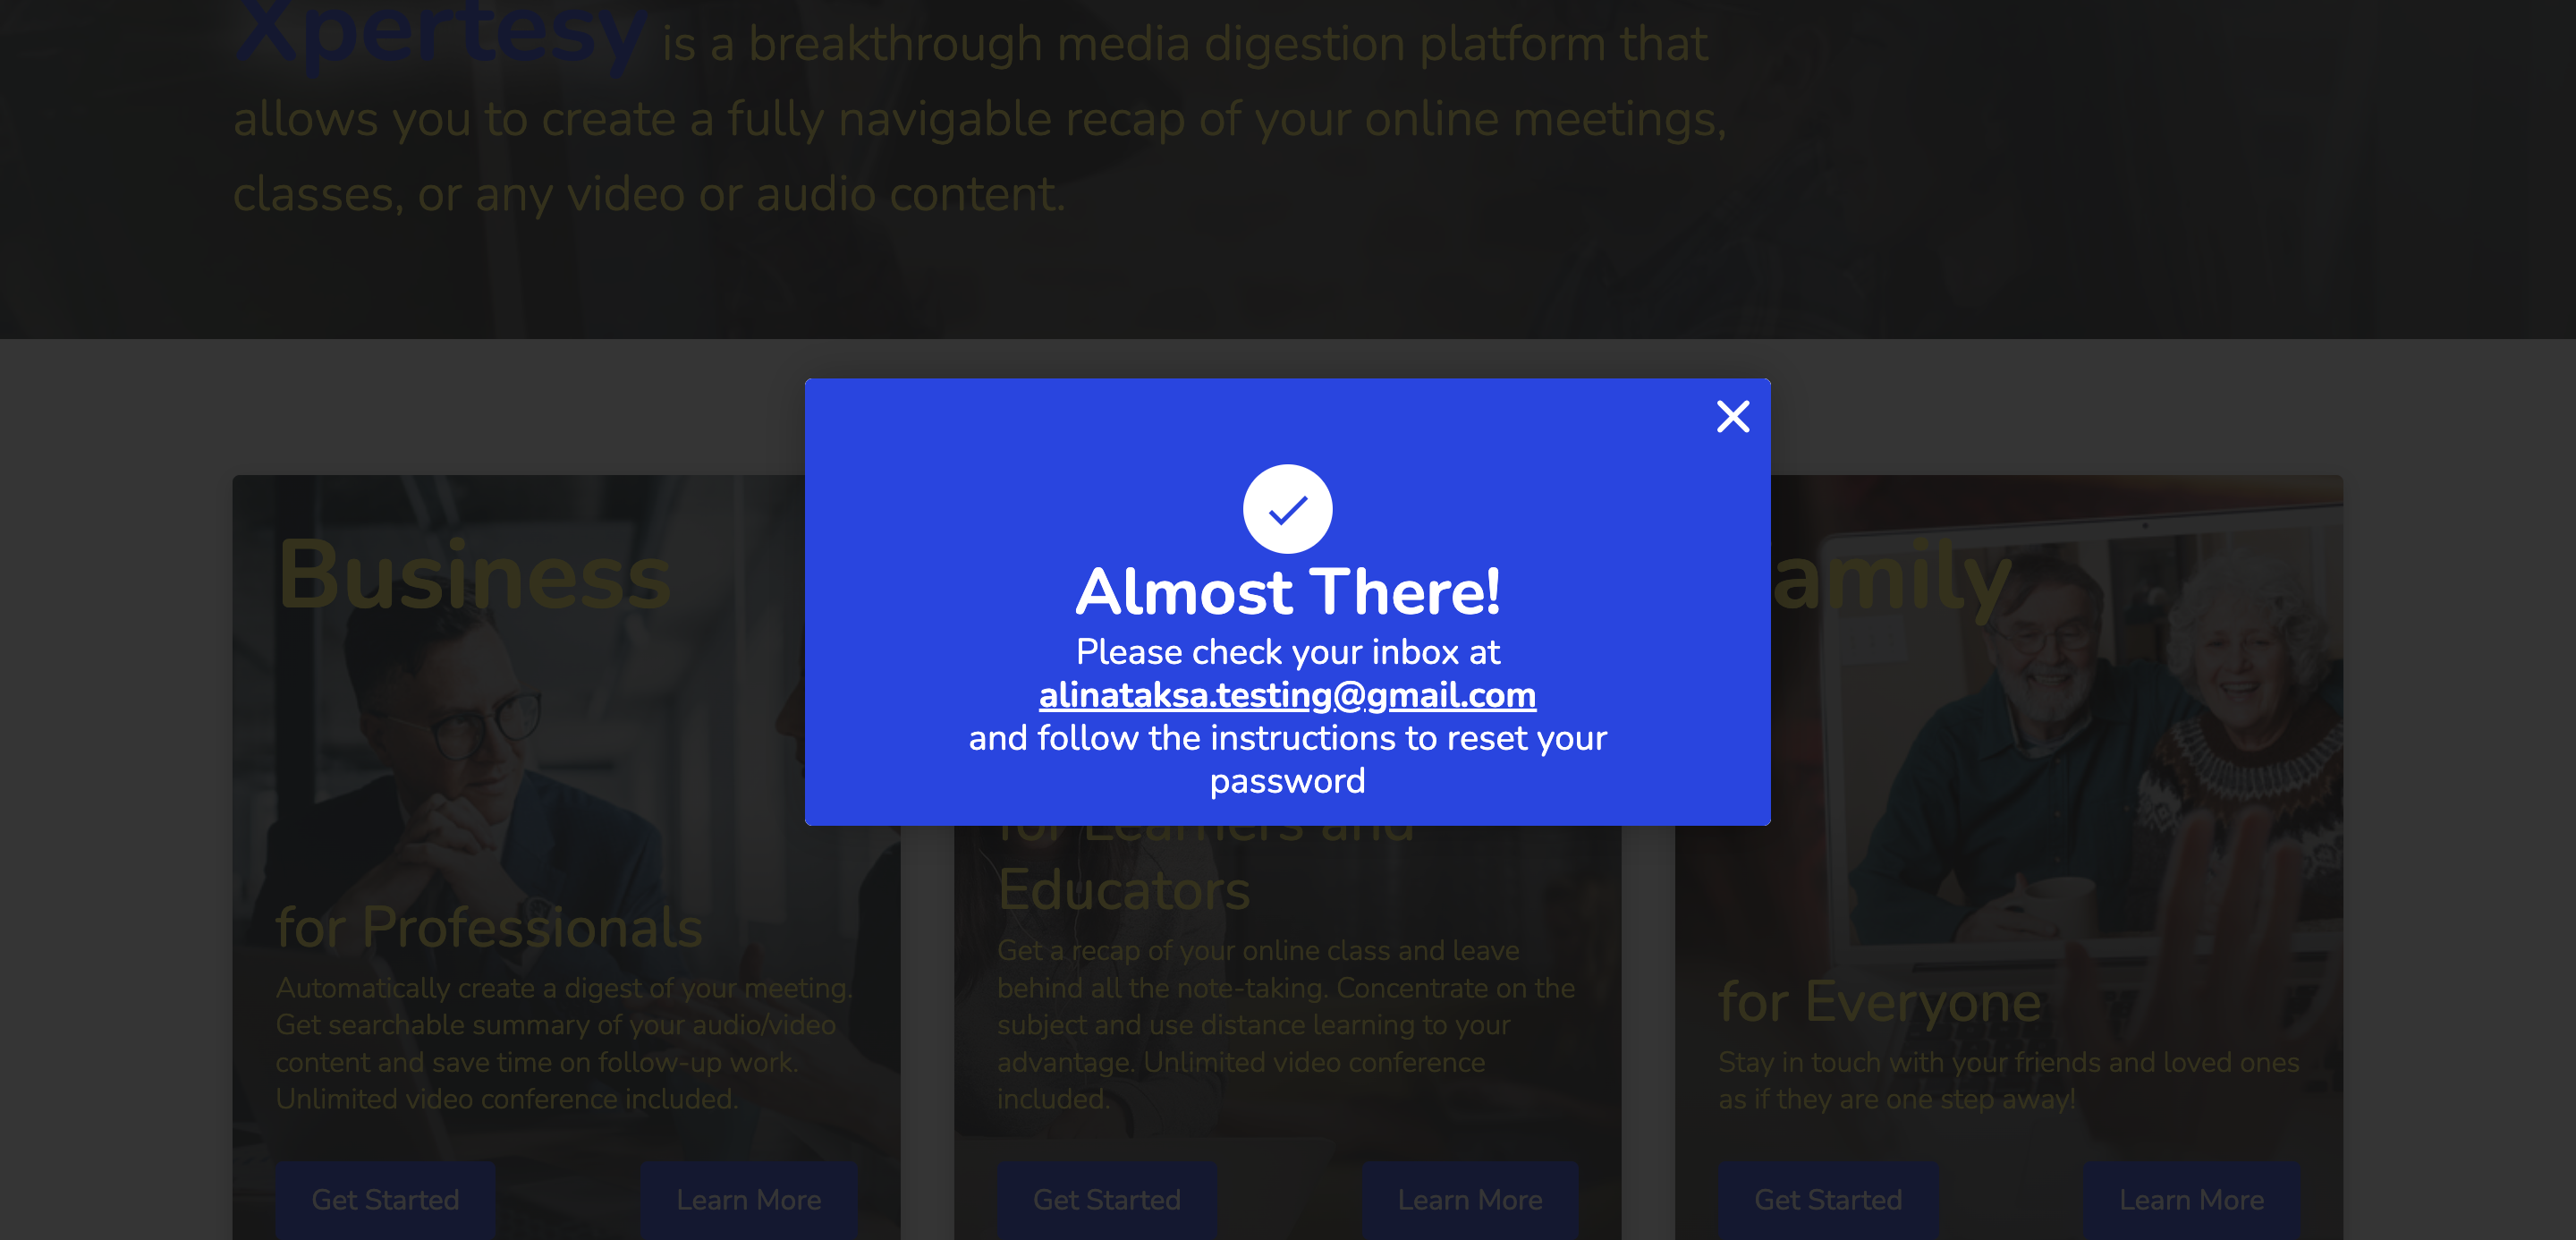 Xpertesy is a breakthrough media digestion platform that
allows you to create a fully navigable recap of your online meetings,
classes, or any video or audio content.
Almost There!
Please check your inbox at
alinataksa.testing@gmail.com
and follow the instructions to reset your
password
Business
for Professionals
Automatically create a digest of your meeting.
Get searchable summary of your audio/video
content and save time on follow-up work.
Unlimited video conference included.
Get Started
Learn More
for Learners and
Educators
Get a recap of your online class and leave
behind all the note-taking. Concentrate on the
subject and use distance learning to your
advantage. Unlimited video conference
included.
Get Started
Learn More
amily
for Everyone
Stay in touch with your friends and loved ones
as if they are one step away!
Get Started
Learn More